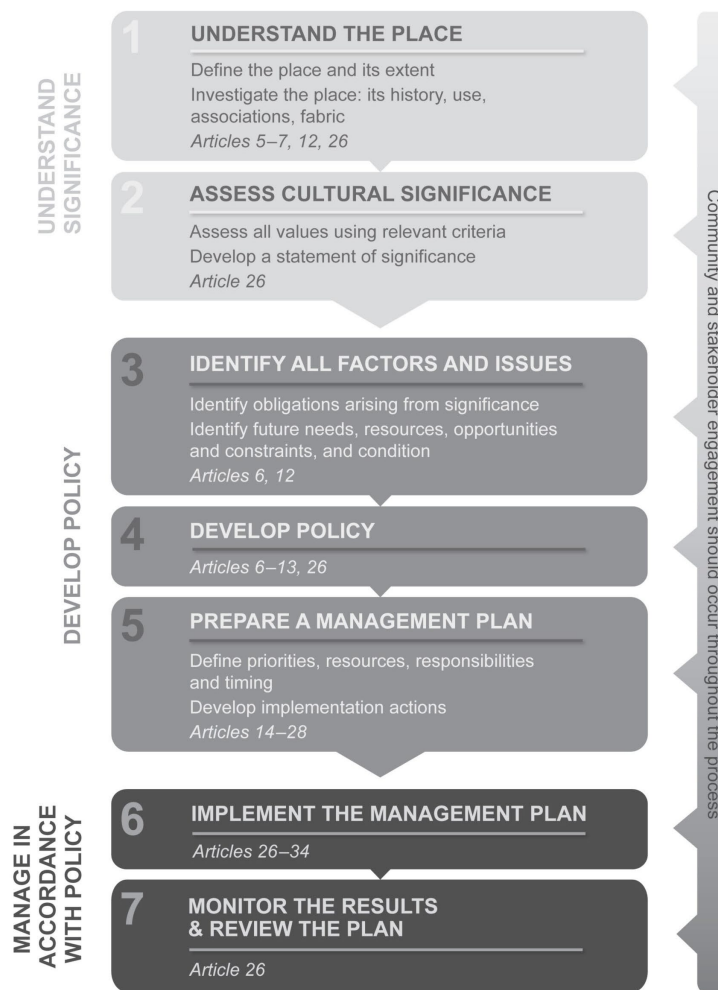 UNDERSTAND
SIGNIFICANCE
1
UNDERSTAND THE PLACE
Define the place and its extent
Investigate the place: its history, use,
associations, fabric
Articles 5–7, 12, 26
2
ASSESS CULTURAL SIGNIFICANCE
Assess all values using relevant criteria
Develop a statement of significance
Article 26
DEVELOP POLICY
3
IDENTIFY ALL FACTORS AND ISSUES
Identify obligations arising from significance
Identify future needs, resources, opportunities
and constraints, and condition
Articles 6, 12
4
DEVELOP POLICY
Articles 6–13, 26
5
PREPARE A MANAGEMENT PLAN
Define priorities, resources, responsibilities
and timing
Develop implementation actions
Articles 14–28
MANAGE IN
ACCORDANCE
WITH POLICY
6
IMPLEMENT THE MANAGEMENT PLAN
Articles 26–34
7
MONITOR THE RESULTS
& REVIEW THE PLAN
Article 26
Community and stakeholder engagement should occur throughout the process